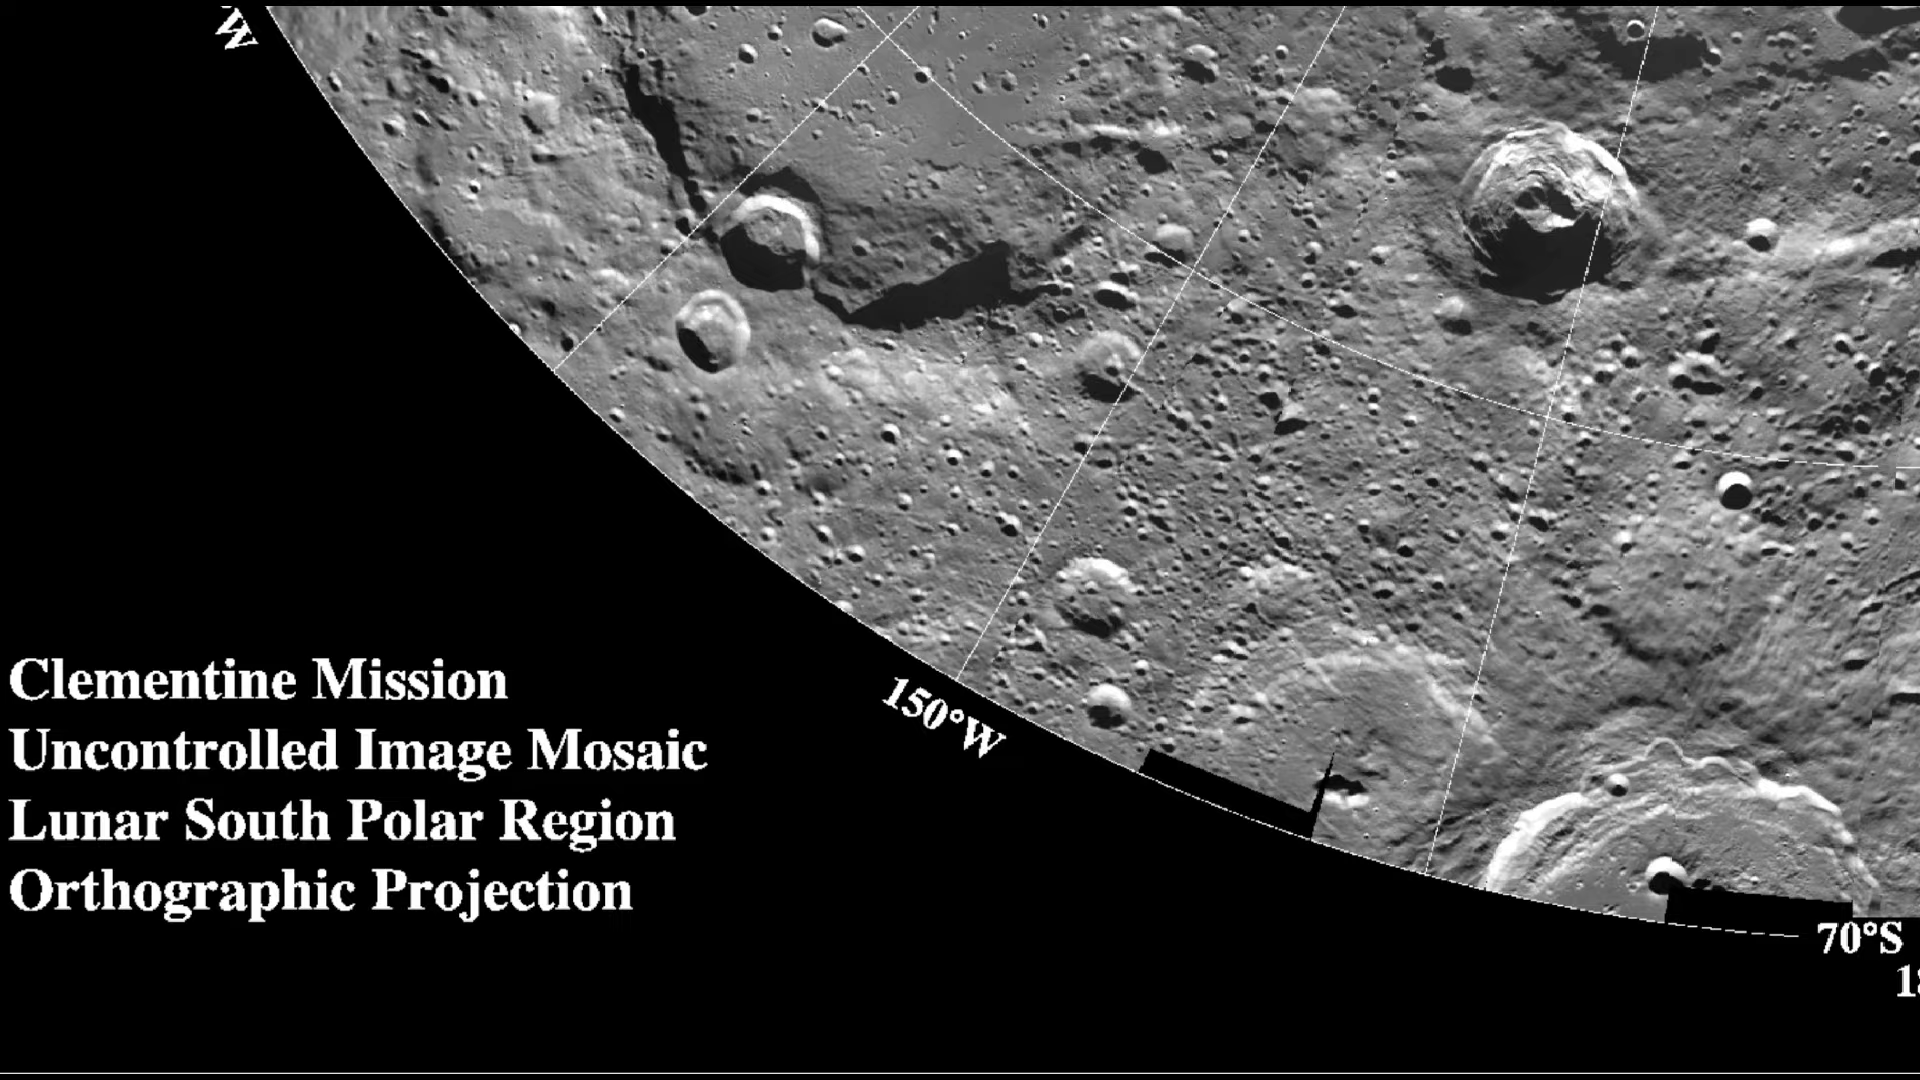 W
150°W
Clementine Mission
Uncontrolled Image Mosaic
Lunar South Polar Region
Orthographic Projection
70°S